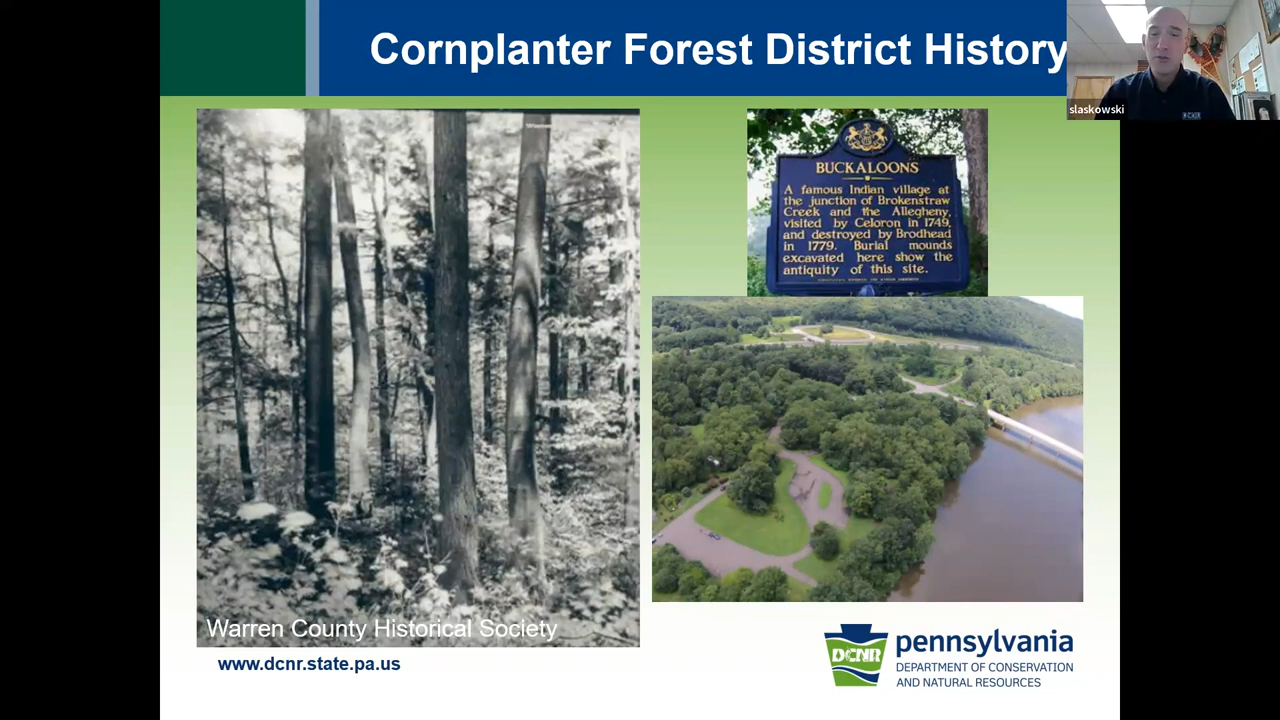 Cornplanter Forest District History
slaskowski
BUCKALOONS
A famous Indian village at
the junction of Brokenstraw
Creek and the Allegheny,
visited by Celoron in 1749,
and destroyed by Brodhead
in 1779. Burial mounds
excavated here show the
antiquity of this site.
Warren County Historical Society
www.dcnr.state.pa.us
DCNR
pennsylvania
DEPARTMENT OF CONSERVATION
AND NATURAL RESOURCES